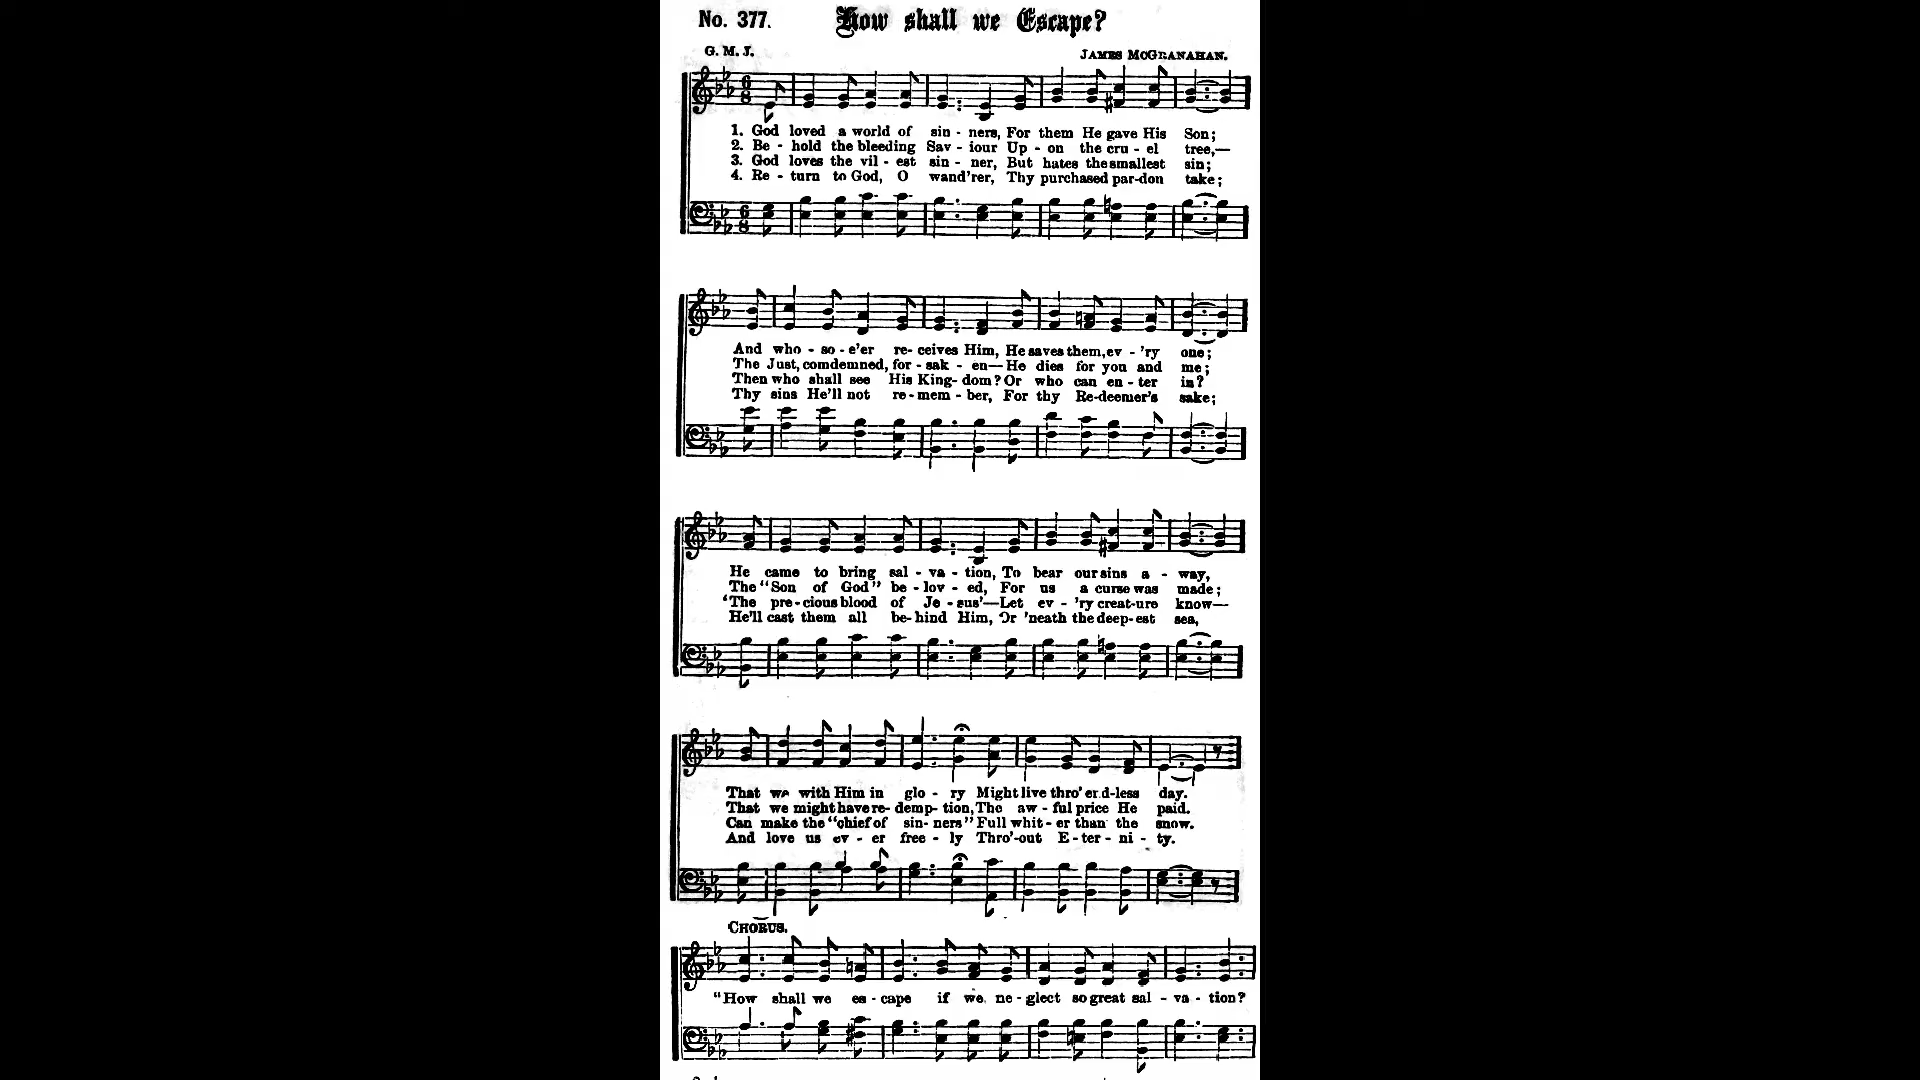 No. 377. How shall we Escape?
G. M. J. JAMES MCGRANAHAN.
1. God loved a world of sin - ners, For them He gave His Son;
2. Be - hold the bleeding Sav - iour Up - on the cru - el tree,—
3. God loves the vil - est sin - ner, But hates the smallest sin;
4. Re - turn to God, O wand'rer, Thy purchased par-don take;
And who - so - e'er re- ceives Him, He saves them, ev - 'ry one;
The Just, comdemned, for - sak - en— He dies for you and me;
Then who shall see His King- dom? Or who can en - ter in?
Thy sins He'll not re - mem - ber, For thy Re-deemer's sake;
He came to bring sal - va - tion, To bear our sins a - way,
The "Son of God" be - lov - ed, For us a curse was made;
'The pre - cious blood of Je - sus'—Let ev - 'ry creat-ure know—
He'll cast them all be- hind Him, Or 'neath the deep-est sea,
That we with Him in glo - ry Might live thro' end-less day.
That we might have re- demp- tion, The aw - ful price He paid.
Can make the "chief of sin- ners" Full whit - er than the snow.
And love us ev - er free - ly Thro'-out E - ter - ni - ty.
CHORUS.
"How shall we es - cape if we ne - glect so great sal - va - tion?